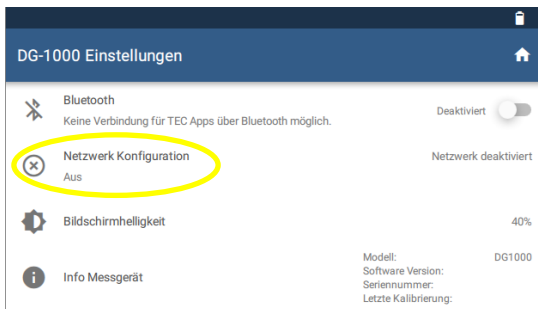 DG-1000 Einstellungen
Bluetooth
Keine Verbindung für TEC Apps über Bluetooth möglich.
Deaktiviert
Netzwerk Konfiguration
Aus
Netzwerk deaktiviert
Bildschirmhelligkeit
40%
Info Messgerät
Modell: DG1000
Software Version:
Seriennummer:
Letzte Kalibrierung: